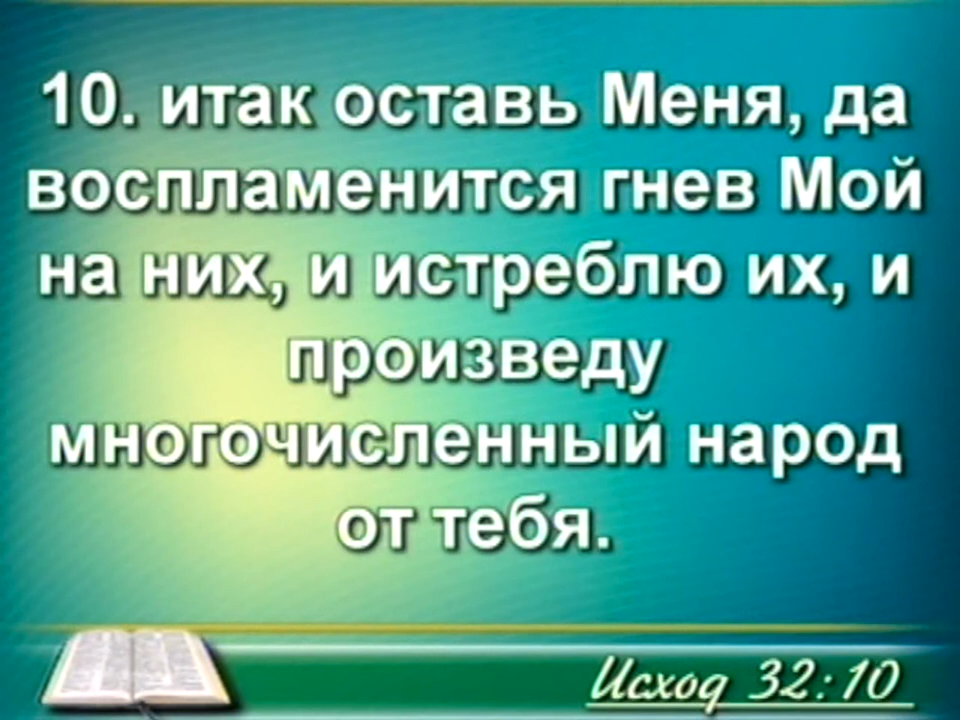 10. итак оставь Меня, да
воспламенится гнев Мой
на них, и истреблю их, и
произведу
многочисленный народ
от тебя.
Исход 32:10